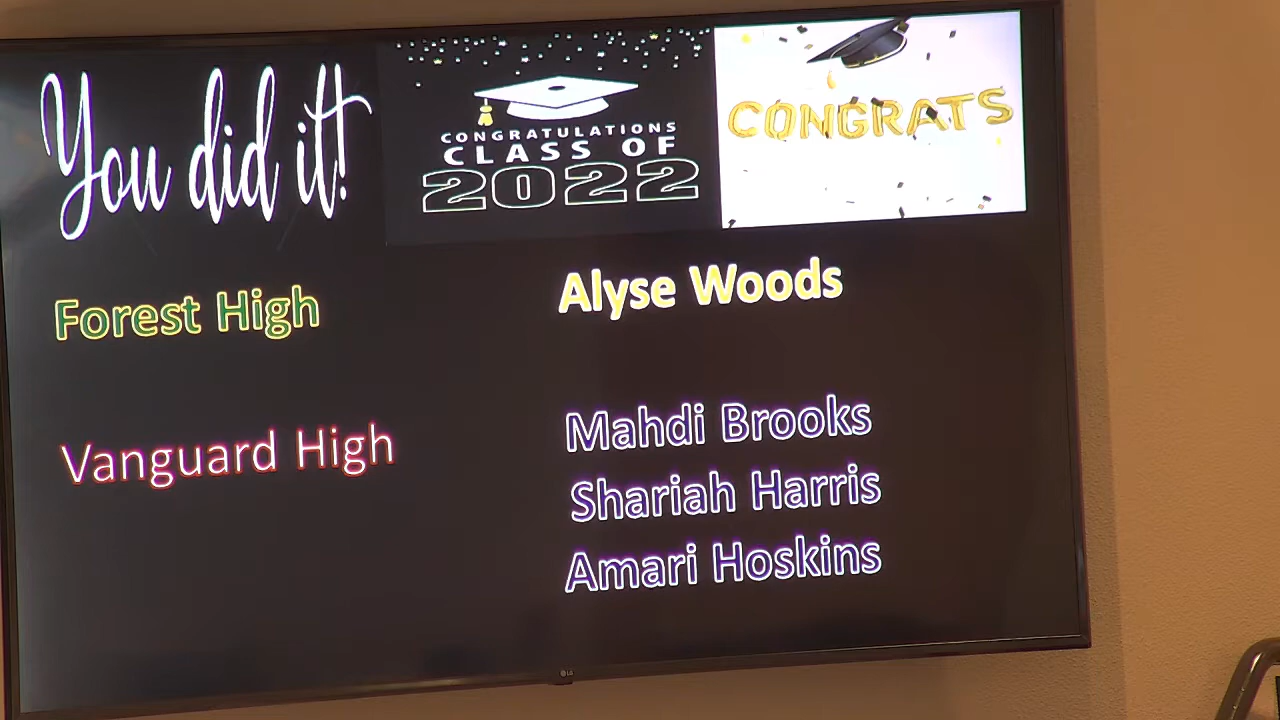 You did it!
CONGRATULATIONS
CLASS OF
2022
CONGRATS
Forest High
Alyse Woods
Vanguard High
Mahdi Brooks
Shariah Harris
Amari Hoskins
LG